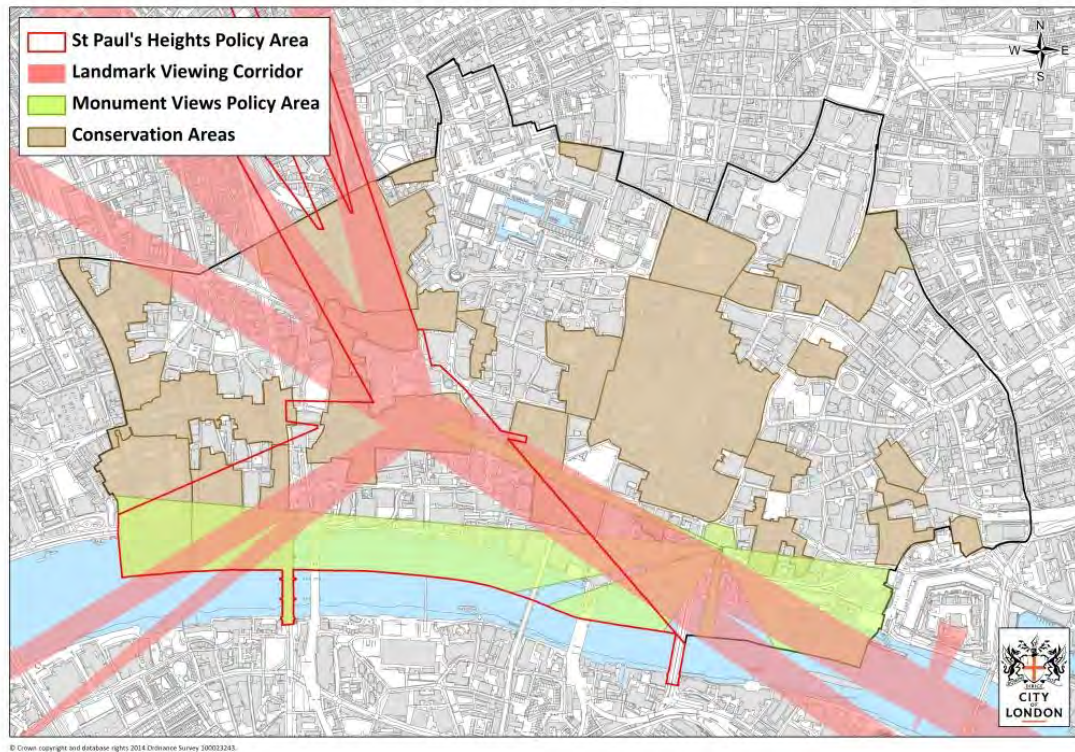 St Paul's Heights Policy Area
Landmark Viewing Corridor
Monument Views Policy Area
Conservation Areas
N
W E
S
CITY
OF
LONDON
© Crown copyright and database rights 2014 Ordnance Survey 100023243.